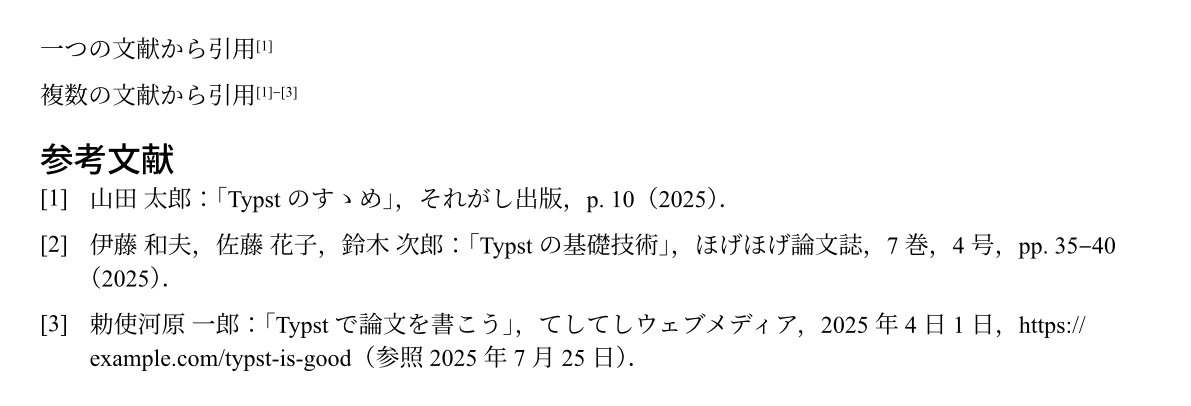 一つの文献から引用[1]
複数の文献から引用[1]–[3]
参考文献
[1] 山田 太郎：「Typst のすゝめ」，それがし出版，p. 10（2025）．
[2] 伊藤 和夫，佐藤 花子，鈴木 次郎：「Typst の基礎技術」，ほげほげ論文誌，7 巻，4 号，pp. 35–40
（2025）．
[3] 勅使河原 一郎：「Typst で論文を書こう」，てしてしウェブメディア，2025 年 4 日 1 日，https://
example.com/typst-is-good（参照 2025 年 7 月 25 日）．